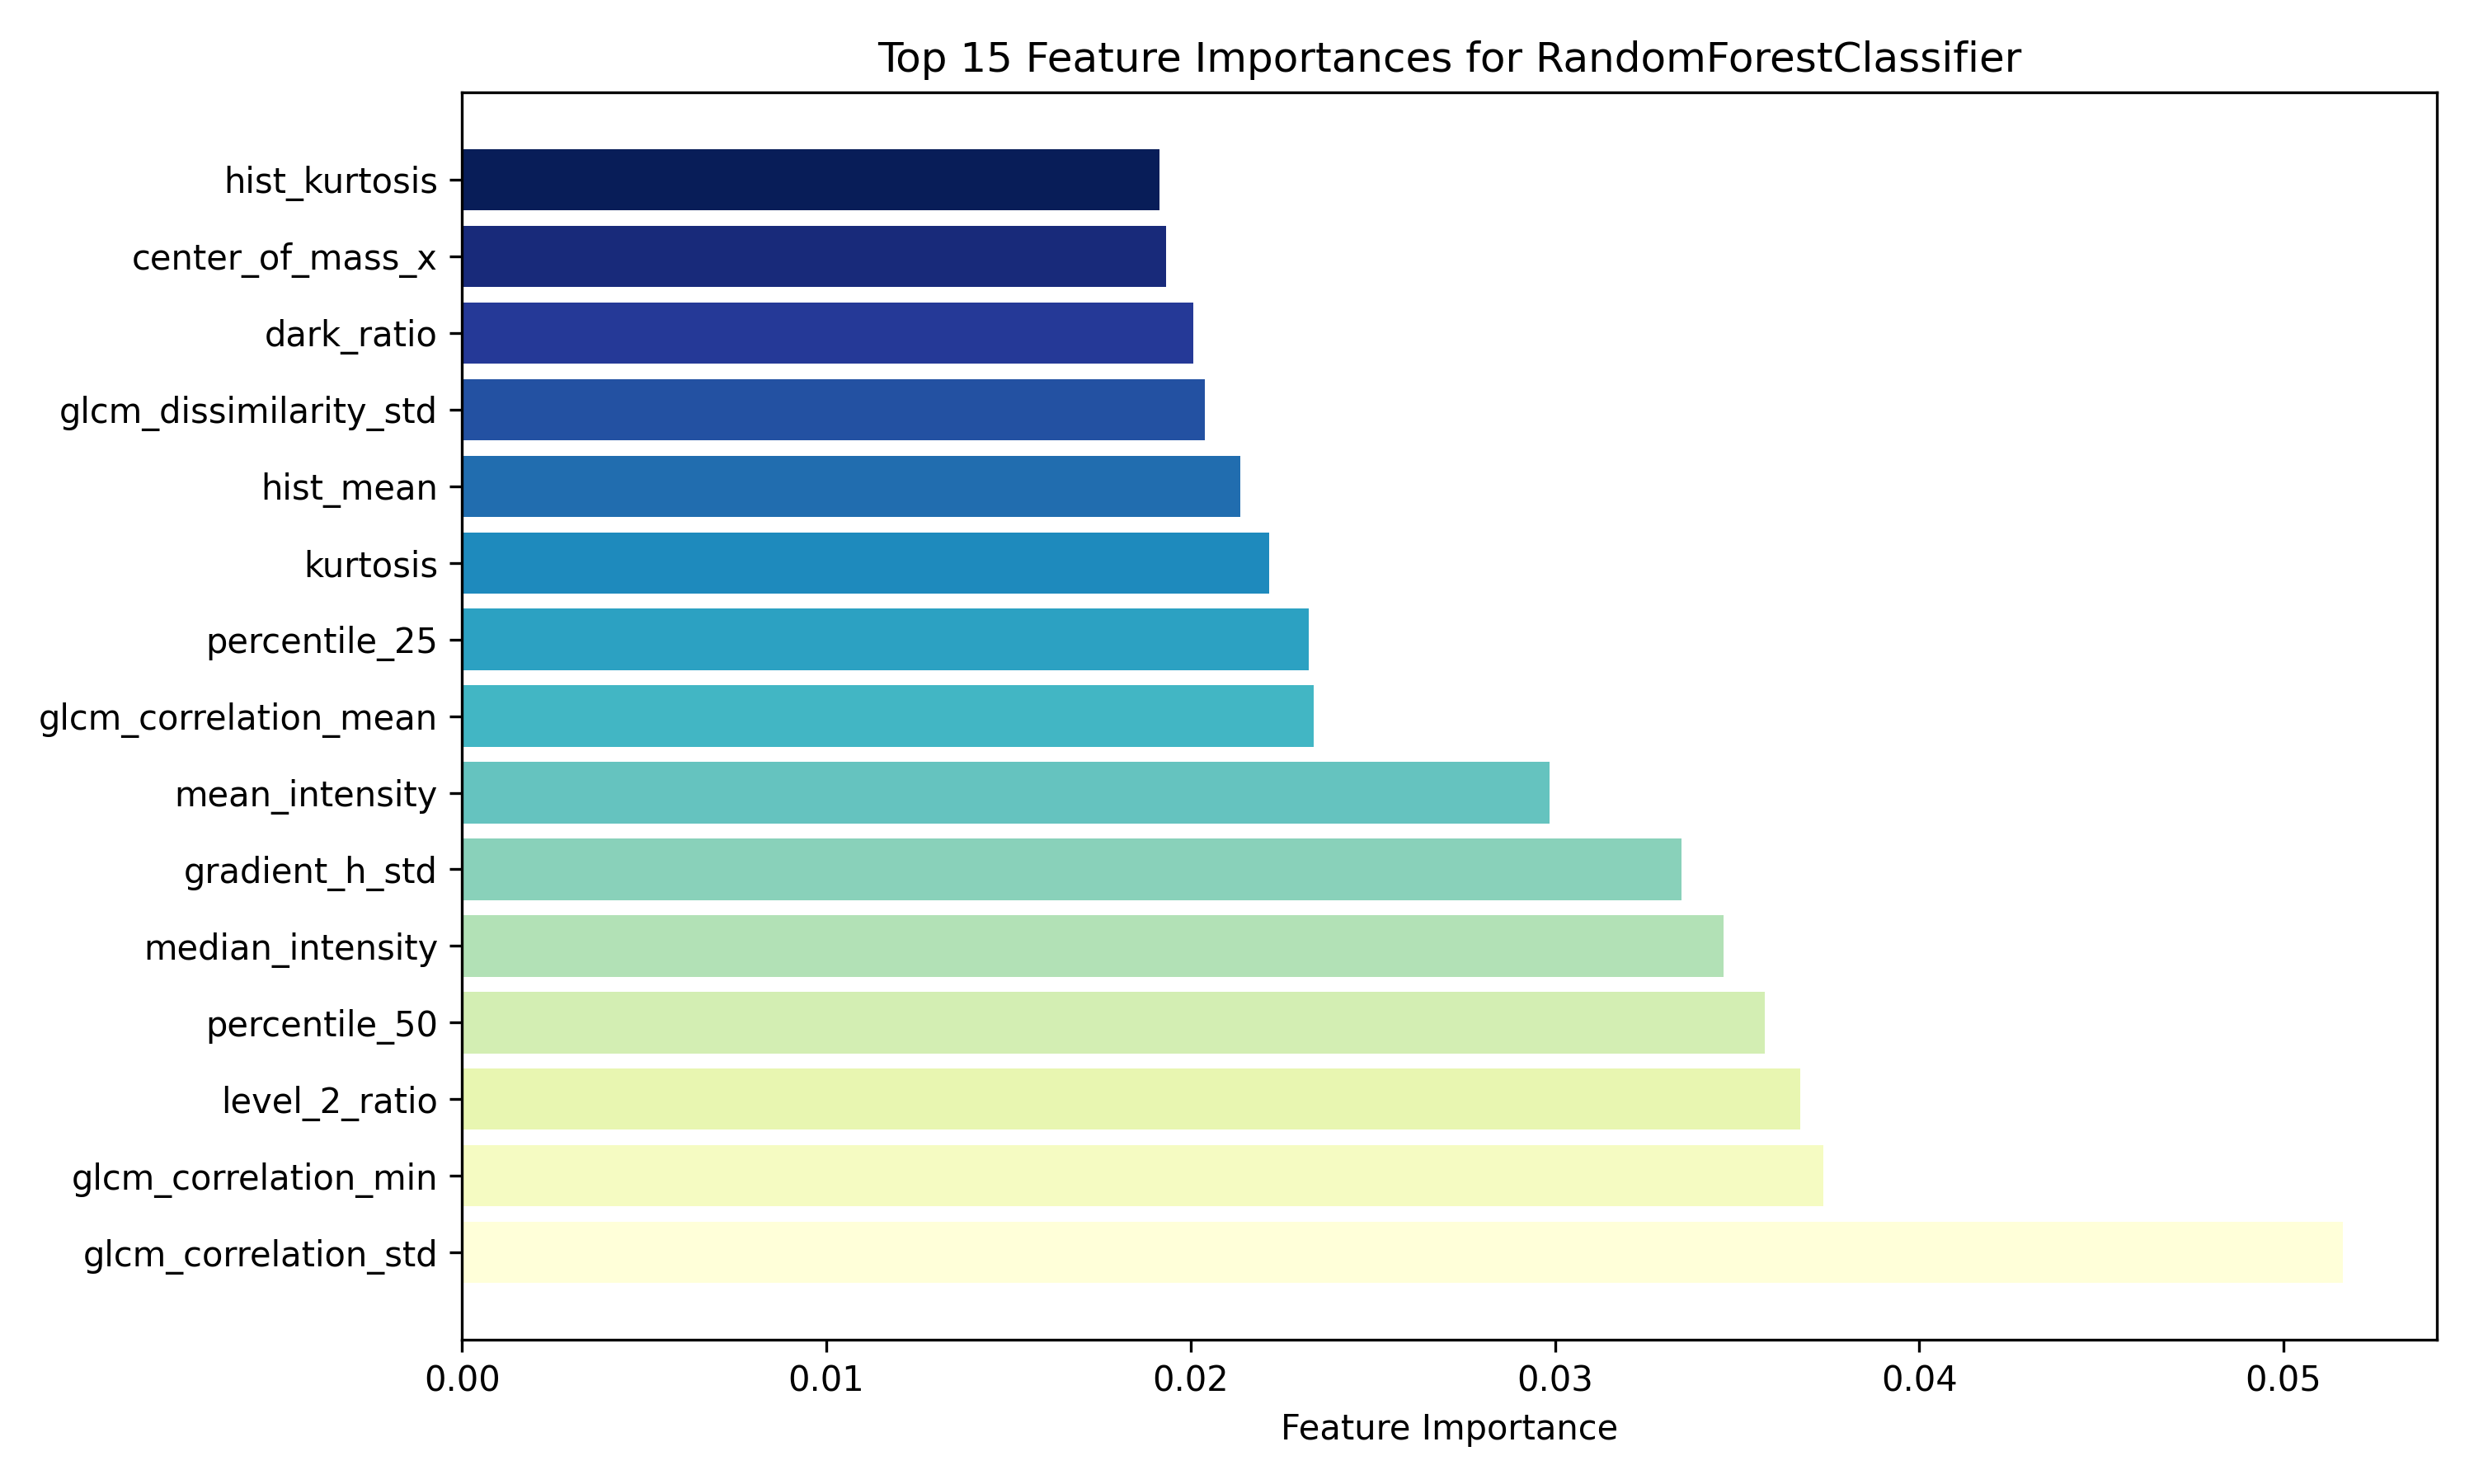 Top 15 Feature Importances for RandomForestClassifier
hist_kurtosis
center_of_mass_x
dark_ratio
glcm_dissimilarity_std
hist_mean
kurtosis
percentile_25
glcm_correlation_mean
mean_intensity
gradient_h_std
median_intensity
percentile_50
level_2_ratio
glcm_correlation_min
glcm_correlation_std
0.00 0.01 0.02 0.03 0.04 0.05
Feature Importance